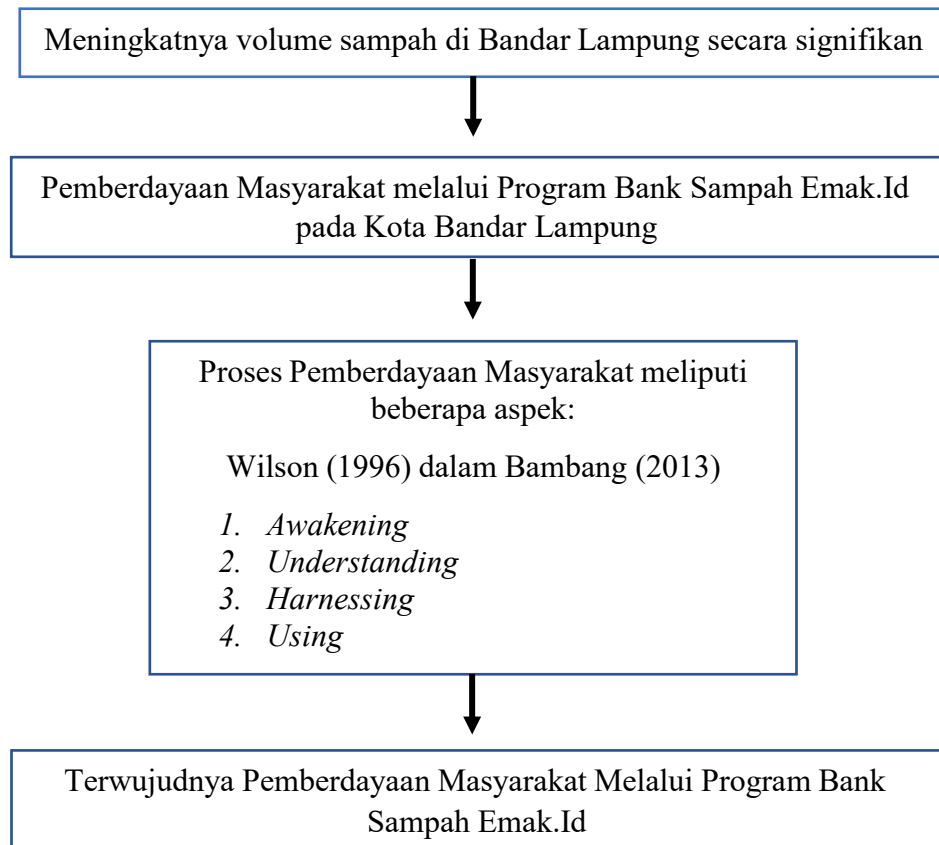 Meningkatnya volume sampah di Bandar Lampung secara signifikan
Pemberdayaan Masyarakat melalui Program Bank Sampah Emak.Id
pada Kota Bandar Lampung
Proses Pemberdayaan Masyarakat meliputi
beberapa aspek:
Wilson (1996) dalam Bambang (2013)
1. Awakening
2. Understanding
3. Harnessing
4. Using
Terwujudnya Pemberdayaan Masyarakat Melalui Program Bank
Sampah Emak.Id